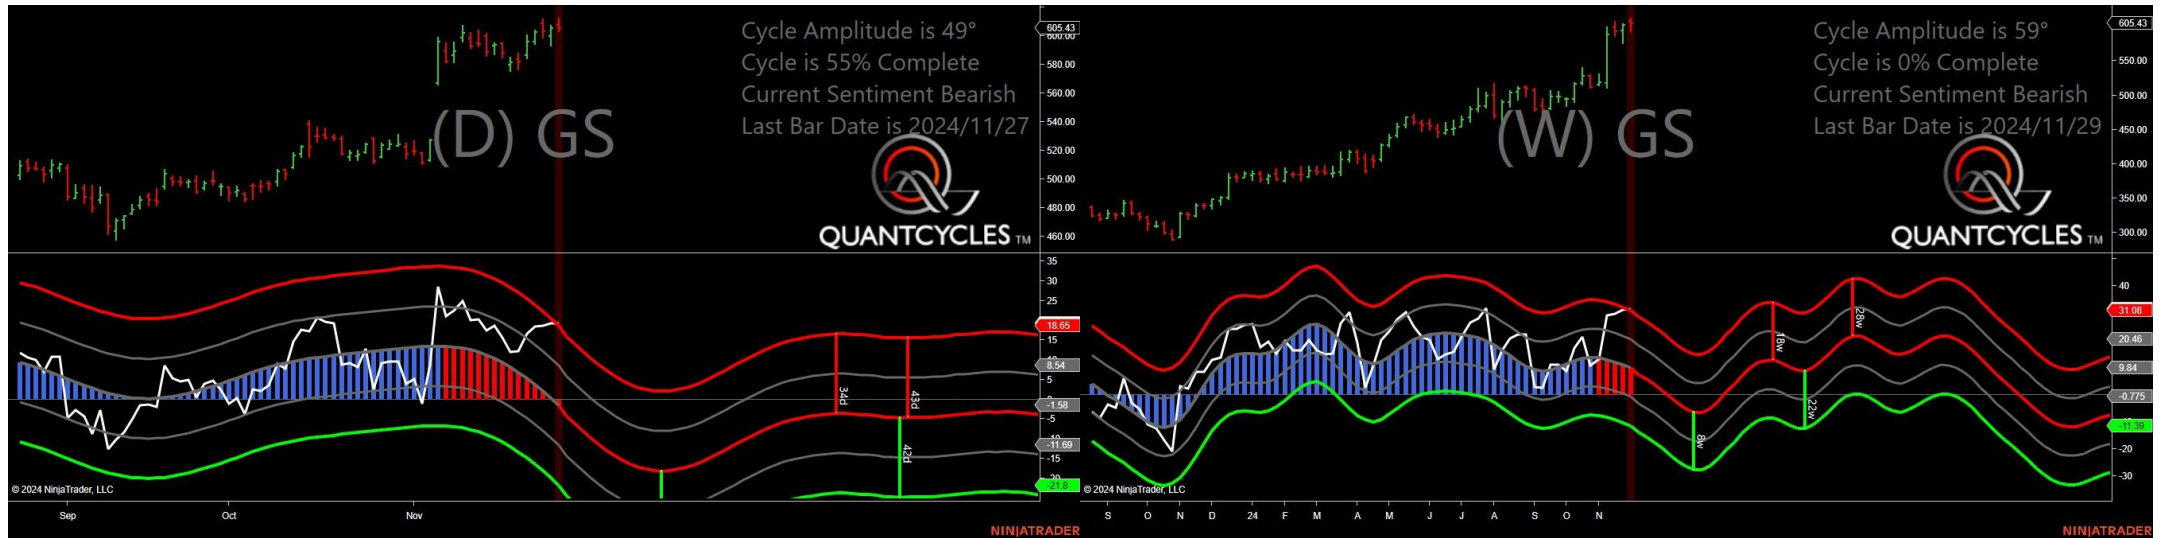 Cycle Amplitude is 49°
Cycle is 55% Complete
Current Sentiment Bearish
Last Bar Date is 2024/11/27
(D) GS
QUANTCYCLES TM
605.43
600.00
580.00
560.00
540.00
520.00
500.00
480.00
460.00
35
30
25
18.65
15
8.54
5
-1.58
-5
-11.69
-15
-21.8
34d
43d
42d
© 2024 NinjaTrader, LLC
Sep Oct Nov
NINJATRADER
Cycle Amplitude is 59°
Cycle is 0% Complete
Current Sentiment Bearish
Last Bar Date is 2024/11/29
(W) GS
QUANTCYCLES TM
605.43
550.00
500.00
450.00
400.00
350.00
300.00
40
31.08
20.46
9.84
-0.775
-11.39
-20
-30
8w
18w
22w
28w
© 2024 NinjaTrader, LLC
S O N D 24 F M A M J J A S O N
NINJATRADER